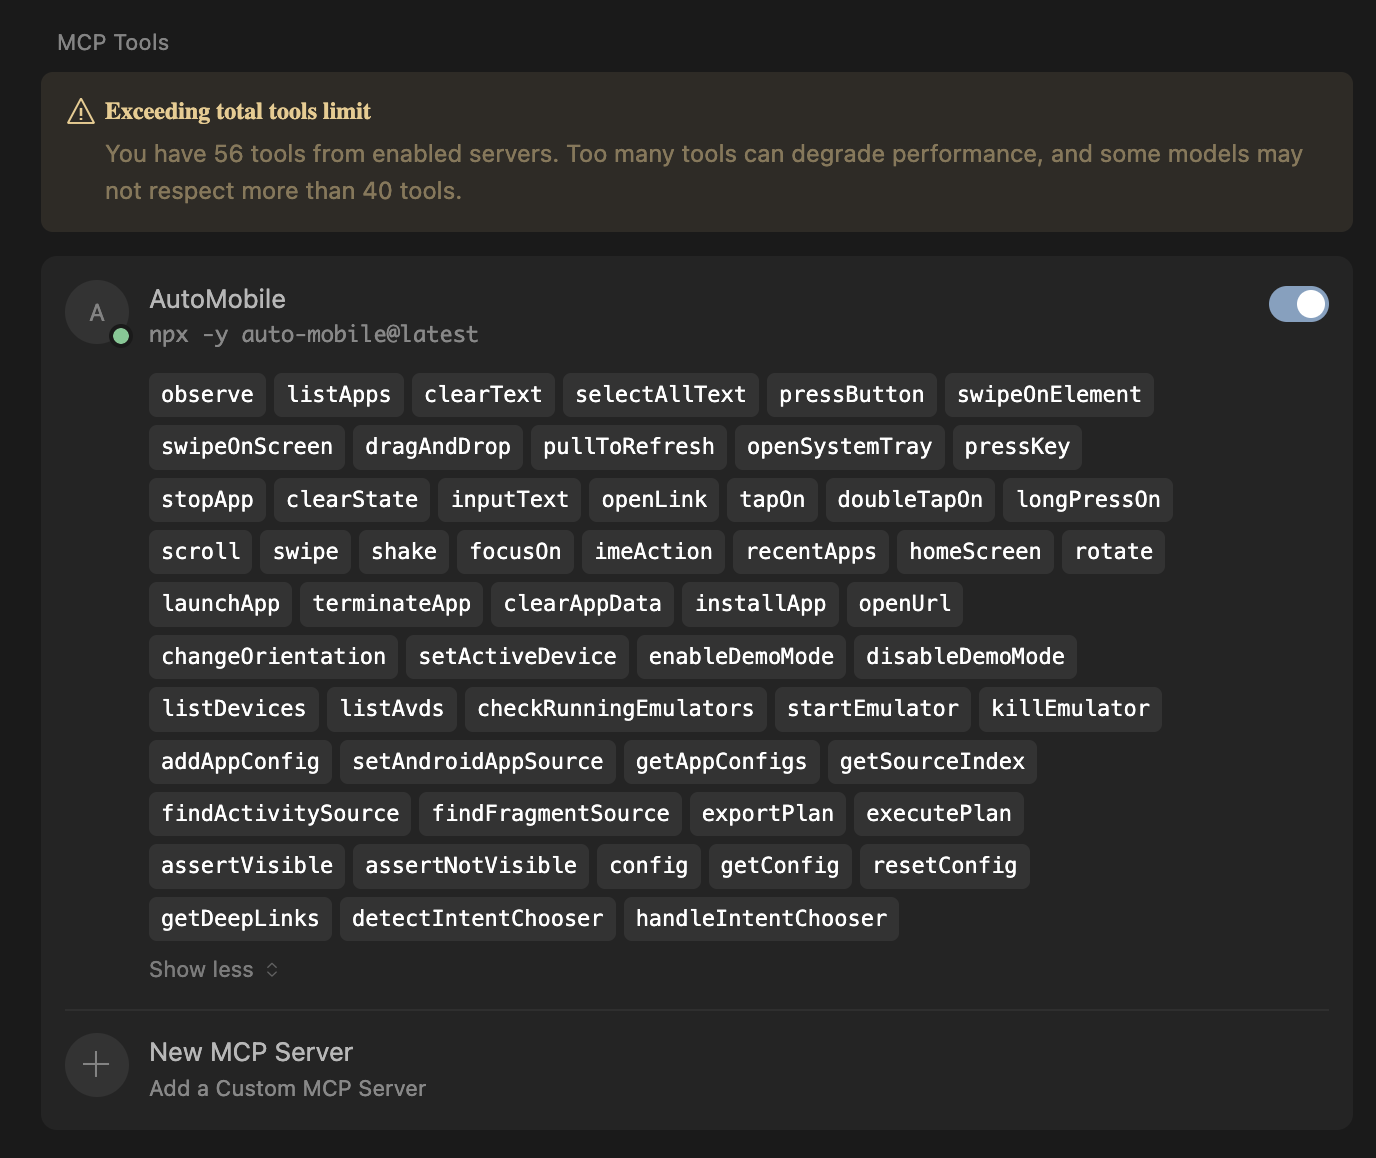 MCP Tools
Exceeding total tools limit
You have 56 tools from enabled servers. Too many tools can degrade performance, and some models may
not respect more than 40 tools.
A
AutoMobile
npx -y auto-mobile@latest
observe listApps clearText selectAllText pressButton swipeOnElement
swipeOnScreen dragAndDrop pullToRefresh openSystemTray pressKey
stopApp clearState inputText openLink tapOn doubleTapOn longPressOn
scroll swipe shake focusOn imeAction recentApps homeScreen rotate
launchApp terminateApp clearAppData installApp openUrl
changeOrientation setActiveDevice enableDemoMode disableDemoMode
listDevices listAvds checkRunningEmulators startEmulator killEmulator
addAppConfig setAndroidAppSource getAppConfigs getSourceIndex
findActivitySource findFragmentSource exportPlan executePlan
assertVisible assertNotVisible config getConfig resetConfig
getDeepLinks detectIntentChooser handleIntentChooser
Show less
New MCP Server
Add a Custom MCP Server